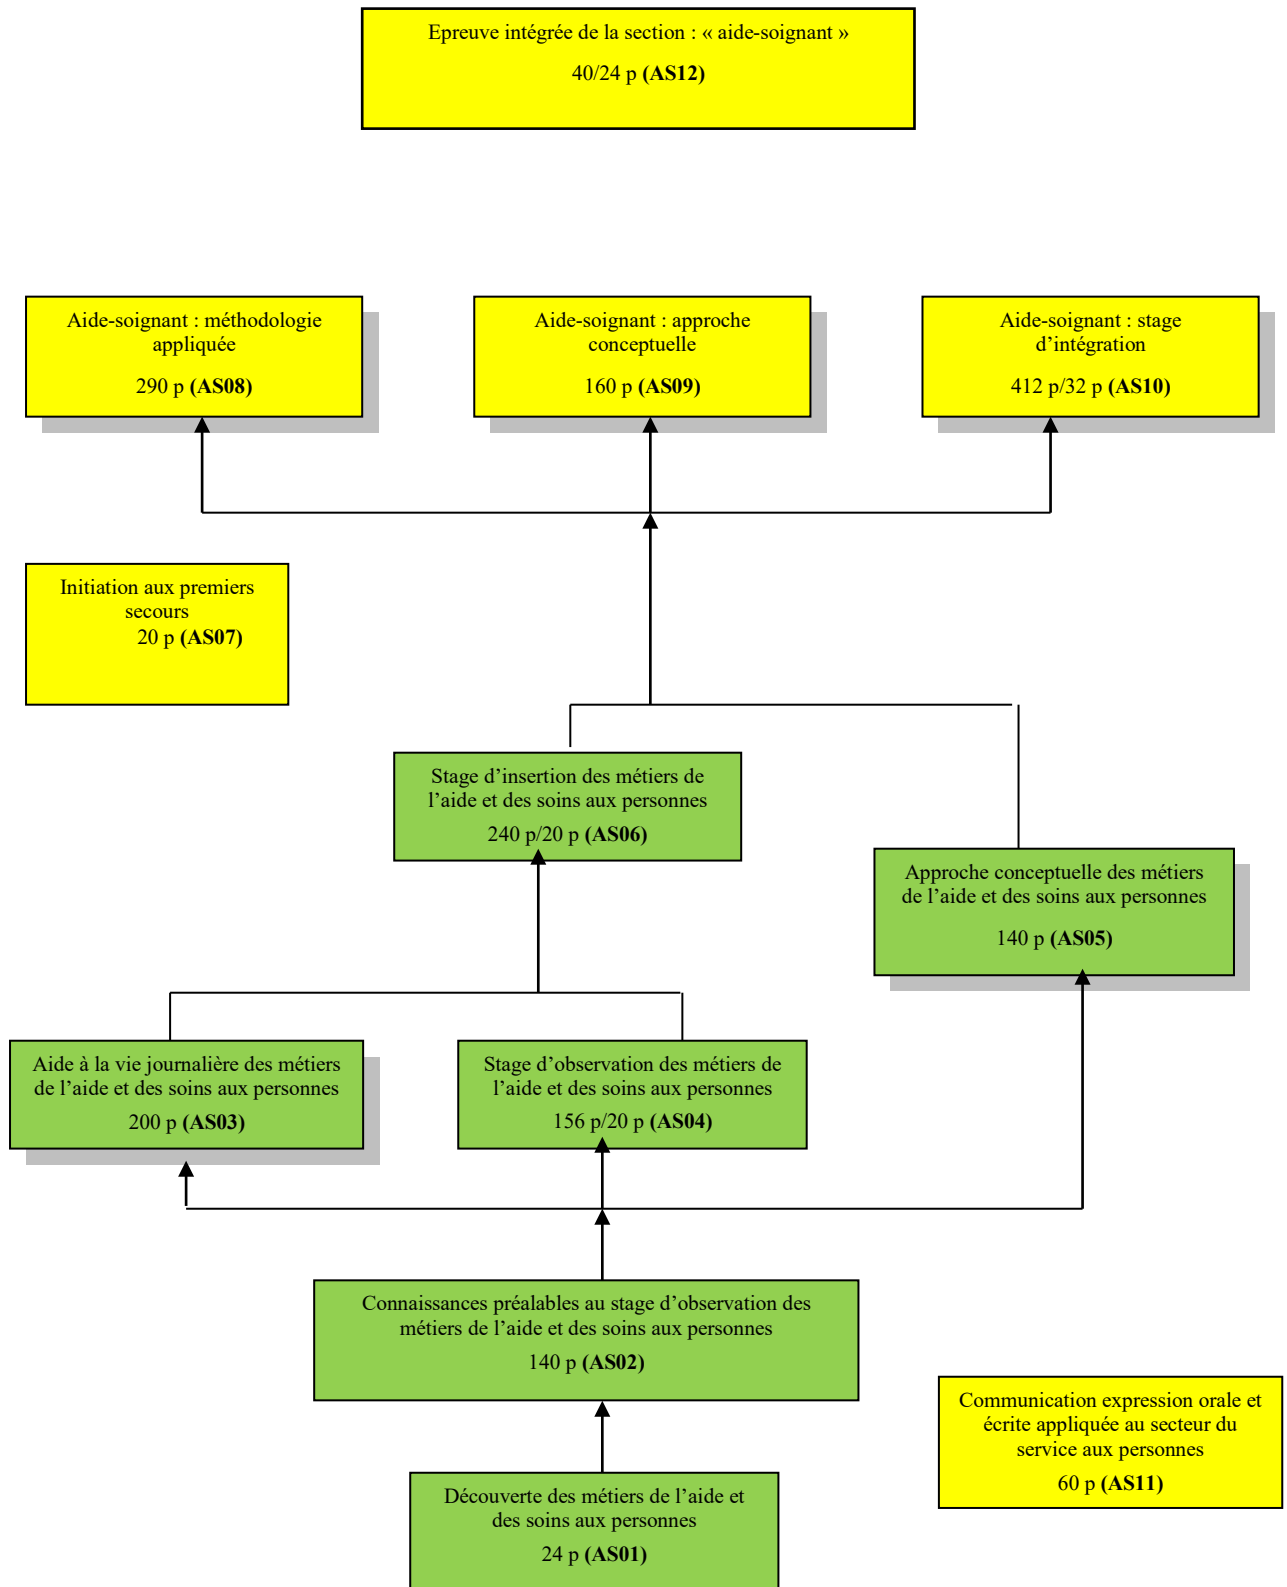 Epreuve intégrée de la section : « aide-soignant »
40/24 p (AS12)
Aide-soignant : méthodologie
appliquée
290 p (AS08)
Aide-soignant : approche
conceptuelle
160 p (AS09)
Aide-soignant : stage
d’intégration
412 p/32 p (AS10)
Initiation aux premiers
secours
20 p (AS07)
Stage d’insertion des métiers de
l’aide et des soins aux personnes
240 p/20 p (AS06)
Approche conceptuelle des métiers
de l’aide et des soins aux personnes
140 p (AS05)
Aide à la vie journalière des métiers
de l’aide et des soins aux personnes
200 p (AS03)
Stage d’observation des métiers de
l’aide et des soins aux personnes
156 p/20 p (AS04)
Connaissances préalables au stage d’observation des
métiers de l’aide et des soins aux personnes
140 p (AS02)
Communication expression orale et
écrite appliquée au secteur du
service aux personnes
60 p (AS11)
Découverte des métiers de l’aide et
des soins aux personnes
24 p (AS01)